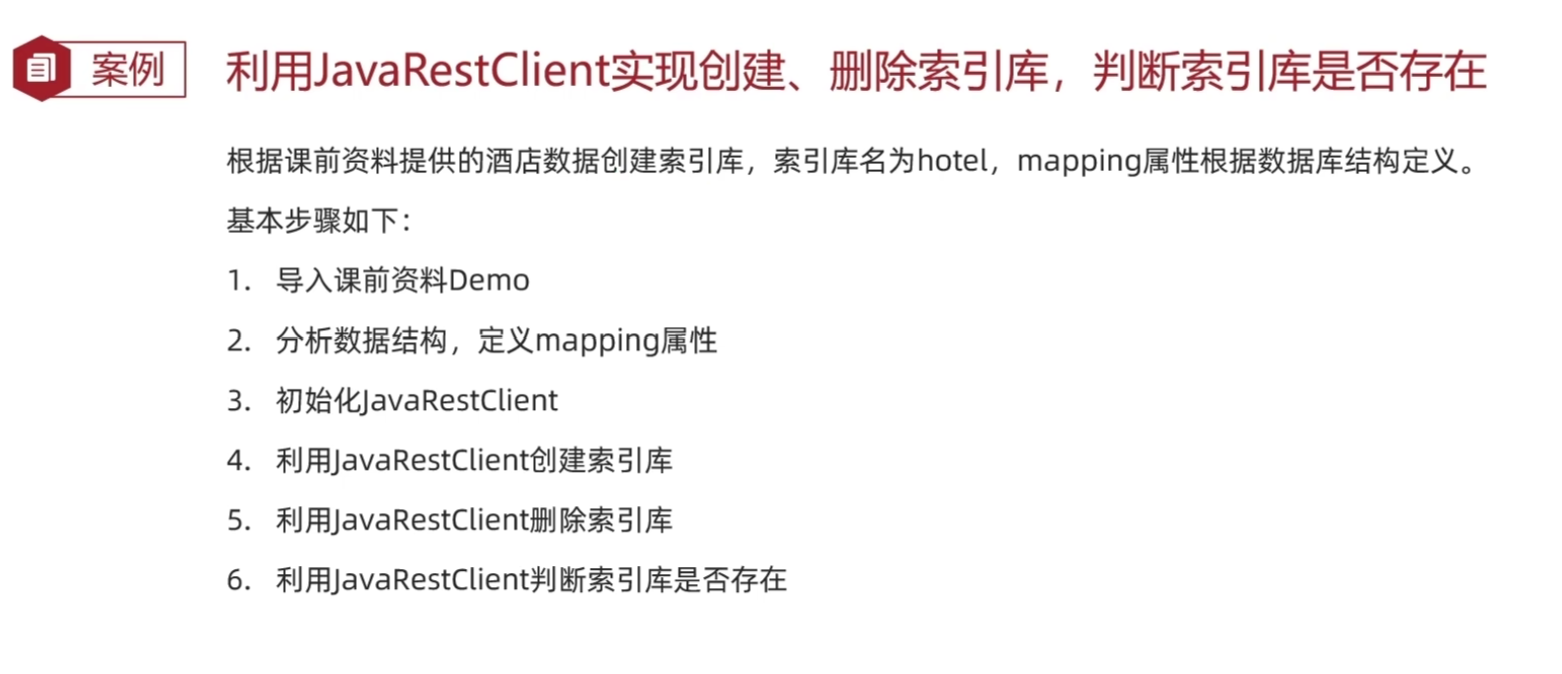 案例
利用JavaRestClient实现创建、删除索引库，判断索引库是否存在
根据课前资料提供的酒店数据创建索引库，索引库名为hotel，mapping属性根据数据库结构定义。
基本步骤如下：
1. 导入课前资料Demo
2. 分析数据结构，定义mapping属性
3. 初始化JavaRestClient
4. 利用JavaRestClient创建索引库
5. 利用JavaRestClient删除索引库
6. 利用JavaRestClient判断索引库是否存在